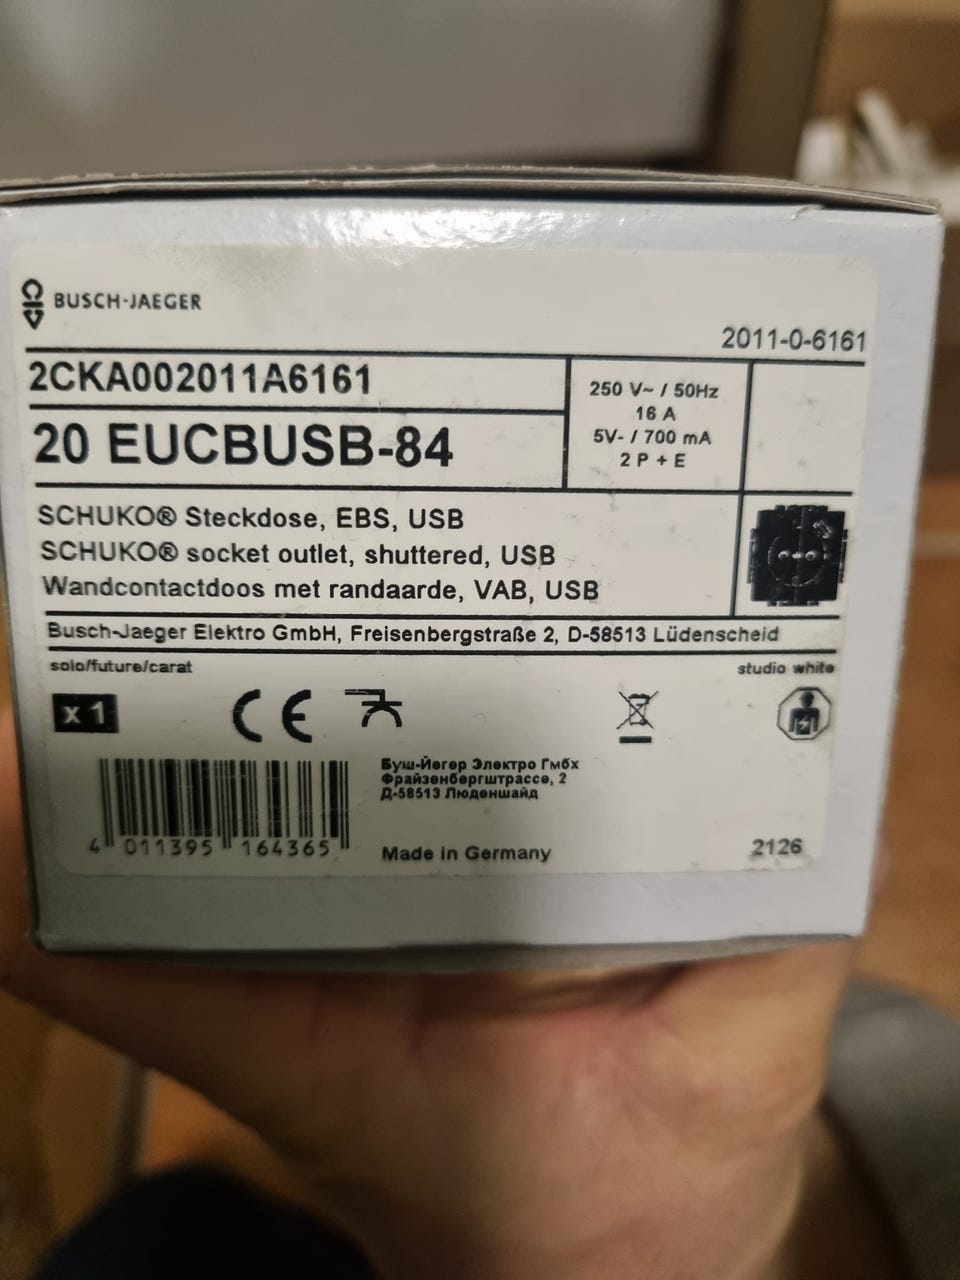 BUSCH-JAEGER
2011-0-6161
2CKA002011A6161
20 EUCBUSB-84
250 V~ / 50Hz
16 A
5V- / 700 mA
2 P + E
SCHUKO® Steckdose, EBS, USB
SCHUKO® socket outlet, shuttered, USB
Wandcontactdoos met randaarde, VAB, USB
Busch-Jaeger Elektro GmbH, Freisenbergstraße 2, D-58513 Lüdenscheid
solo/future/carat
studio white
x 1
CE
Буш-Йегер Электро Гмбх
Фрайзенбергштрассе, 2
Д-58513 Люденшайд
4 011395 164365
Made in Germany
2126